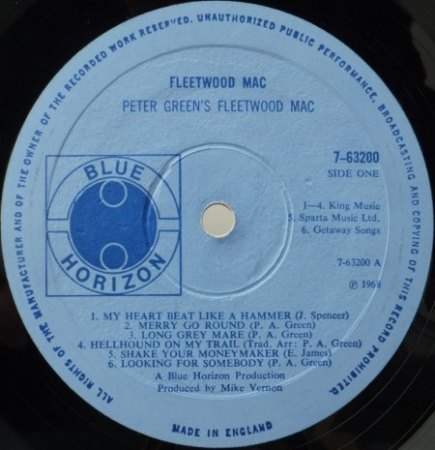 ALL RIGHTS OF THE MANUFACTURER AND OF THE OWNER OF THE RECORDED WORK RESERVED. UNAUTHORIZED PUBLIC PERFORMANCE, BROADCASTING AND COPYING OF THIS RECORD PROHIBITED.
FLEETWOOD MAC
PETER GREEN'S FLEETWOOD MAC
BLUE
HORIZON
7-63200
SIDE ONE
1—4. King Music
5. Sparta Music Ltd.
6. Getaway Songs
7-63200 A
℗ 1968
1. MY HEART BEAT LIKE A HAMMER (J. Spencer)
2. MERRY GO ROUND (P. A. Green)
3. LONG GREY MARE (P. A. Green)
4. HELLHOUND ON MY TRAIL (Trad. Arr: P. A. Green)
5. SHAKE YOUR MONEYMAKER (E. James)
6. LOOKING FOR SOMEBODY (P. A. Green)
A Blue Horizon Production
Produced by Mike Vernon
MADE IN ENGLAND